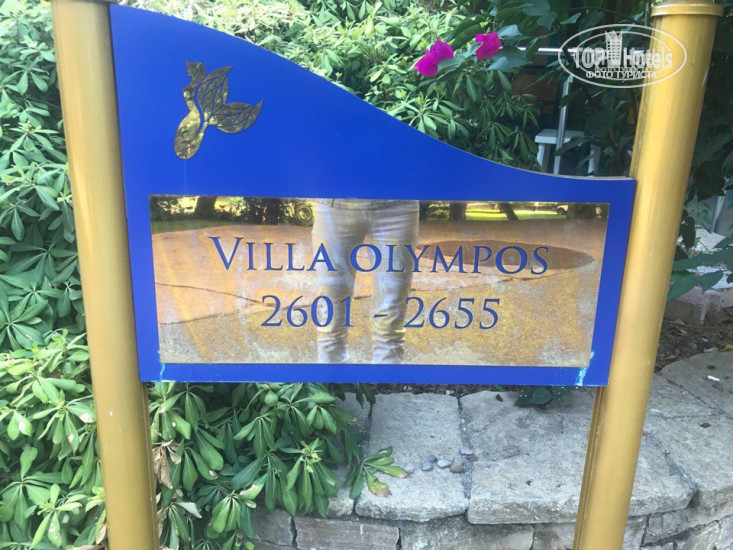 TOPHotels
ФОТО ТУРИСТА
VILLA OLYMPOS
2601 - 2655